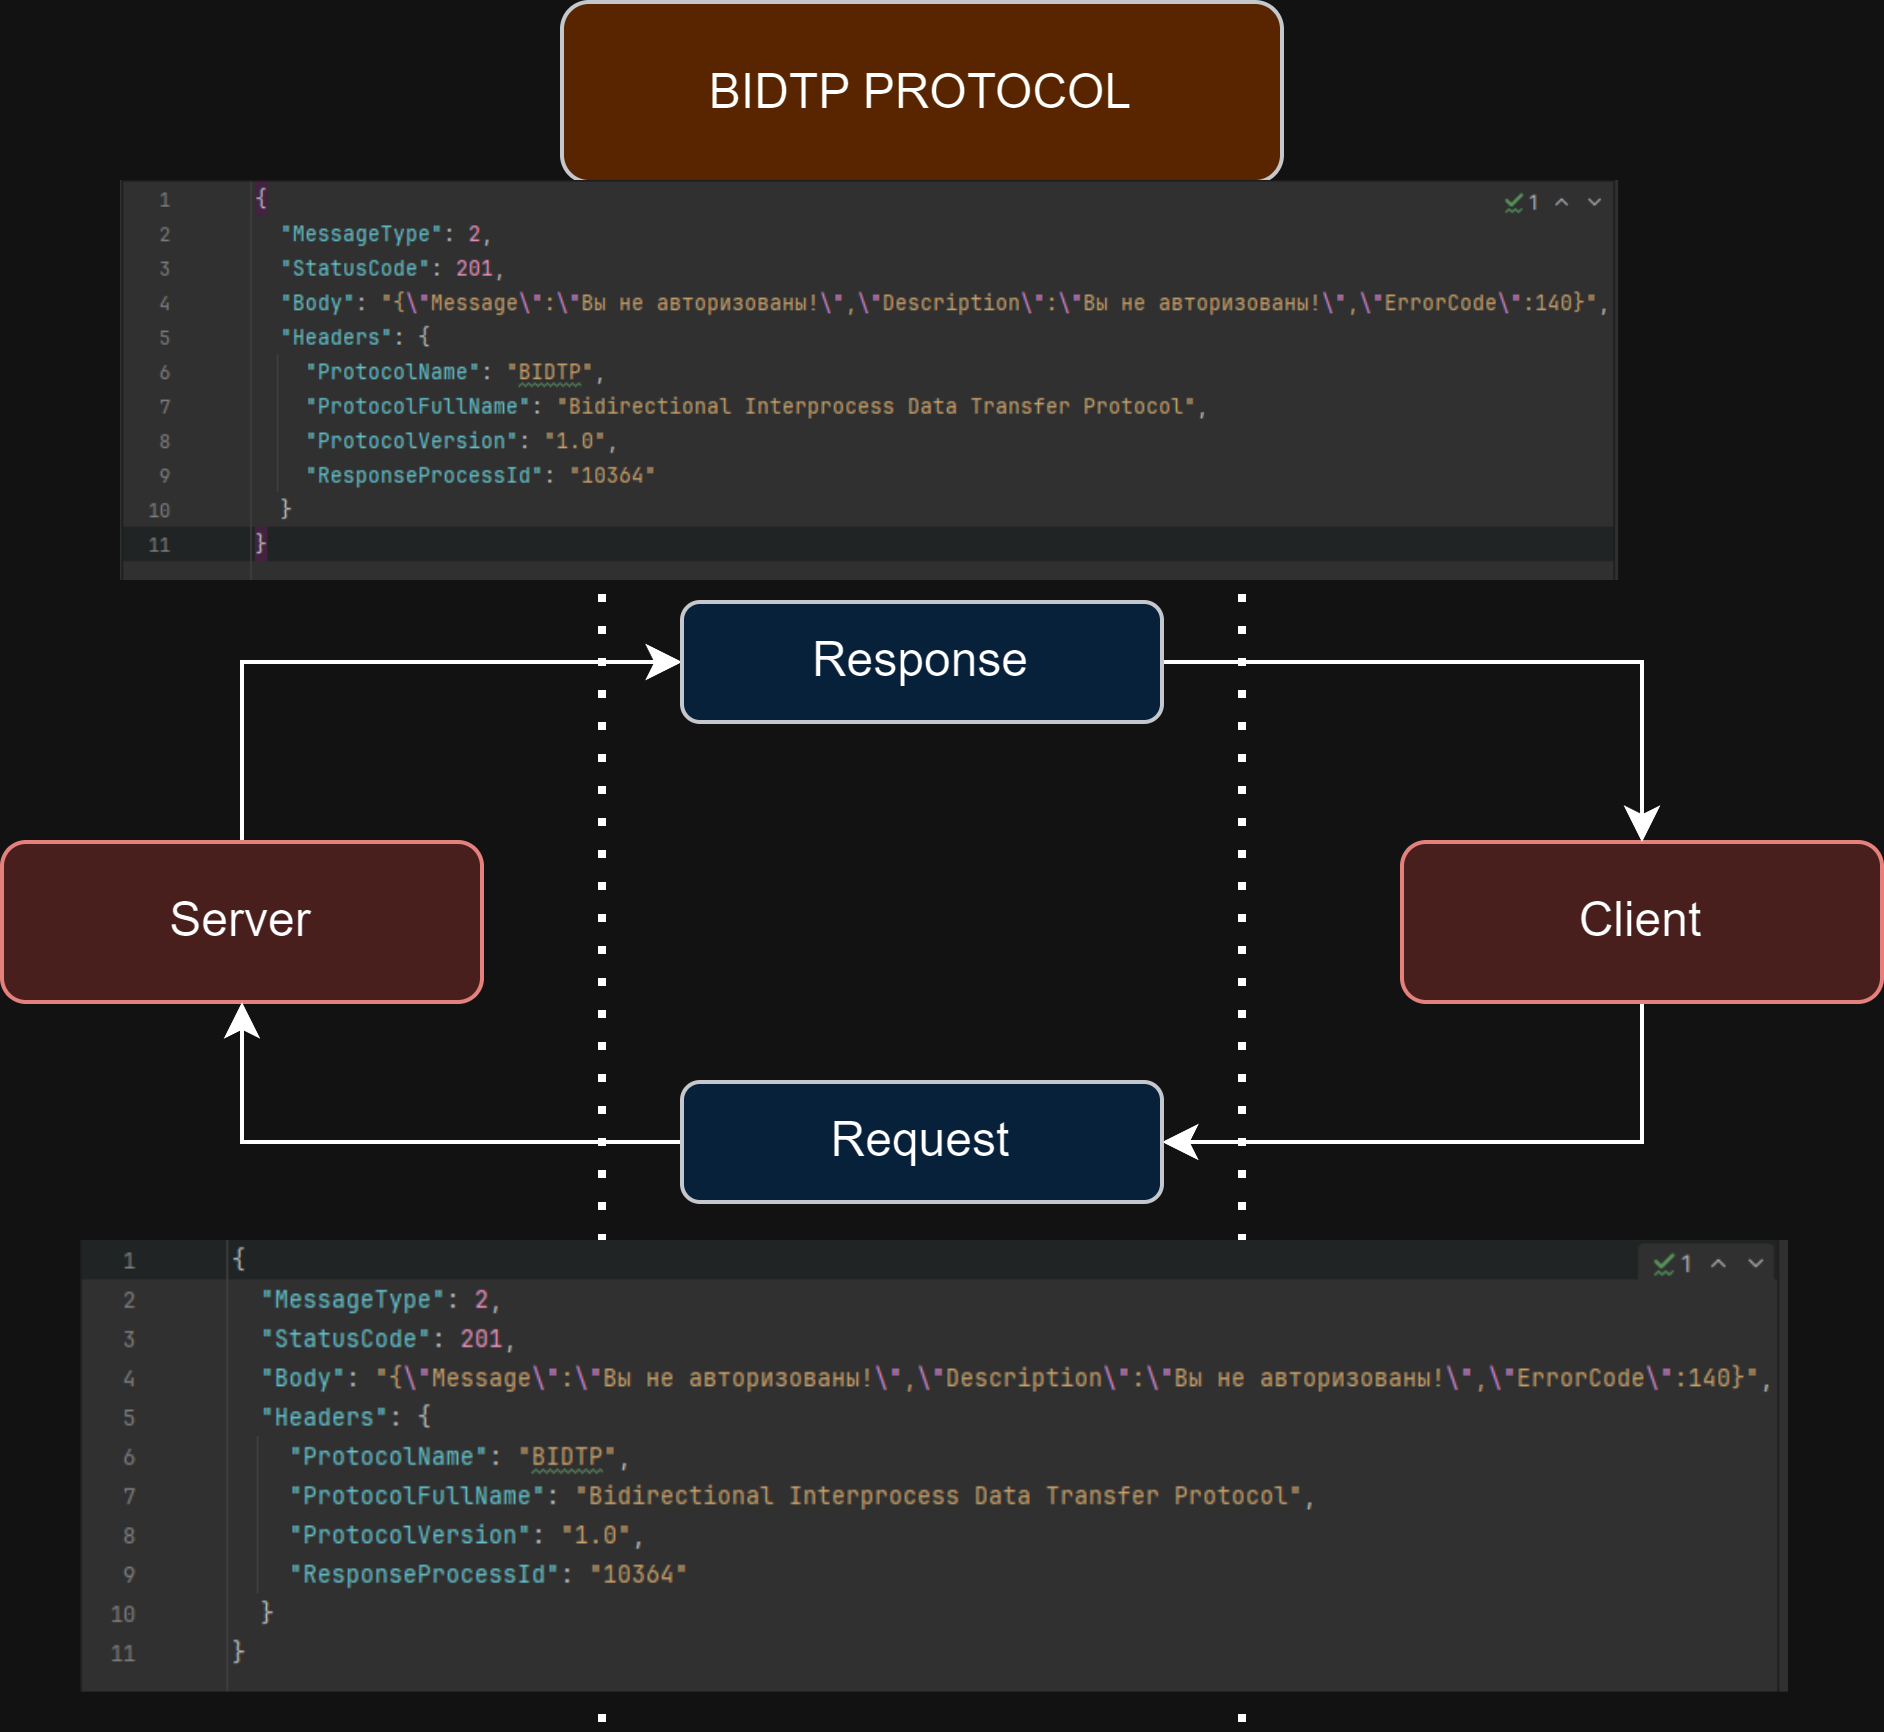 BIDTP PROTOCOL
1 {
2 "MessageType": 2,
3 "StatusCode": 201,
4 "Body": "{\"Message\":\"Вы не авторизованы!\",\"Description\":\"Вы не авторизованы!\",\"ErrorCode\":140}",
5 "Headers": {
6 "ProtocolName": "BIDTP",
7 "ProtocolFullName": "Bidirectional Interprocess Data Transfer Protocol",
8 "ProtocolVersion": "1.0",
9 "ResponseProcessId": "10364"
10 }
11 }
1
Response
Server
Client
Request
1 {
2 "MessageType": 2,
3 "StatusCode": 201,
4 "Body": "{\"Message\":\"Вы не авторизованы!\",\"Description\":\"Вы не авторизованы!\",\"ErrorCode\":140}",
5 "Headers": {
6 "ProtocolName": "BIDTP",
7 "ProtocolFullName": "Bidirectional Interprocess Data Transfer Protocol",
8 "ProtocolVersion": "1.0",
9 "ResponseProcessId": "10364"
10 }
11 }
1